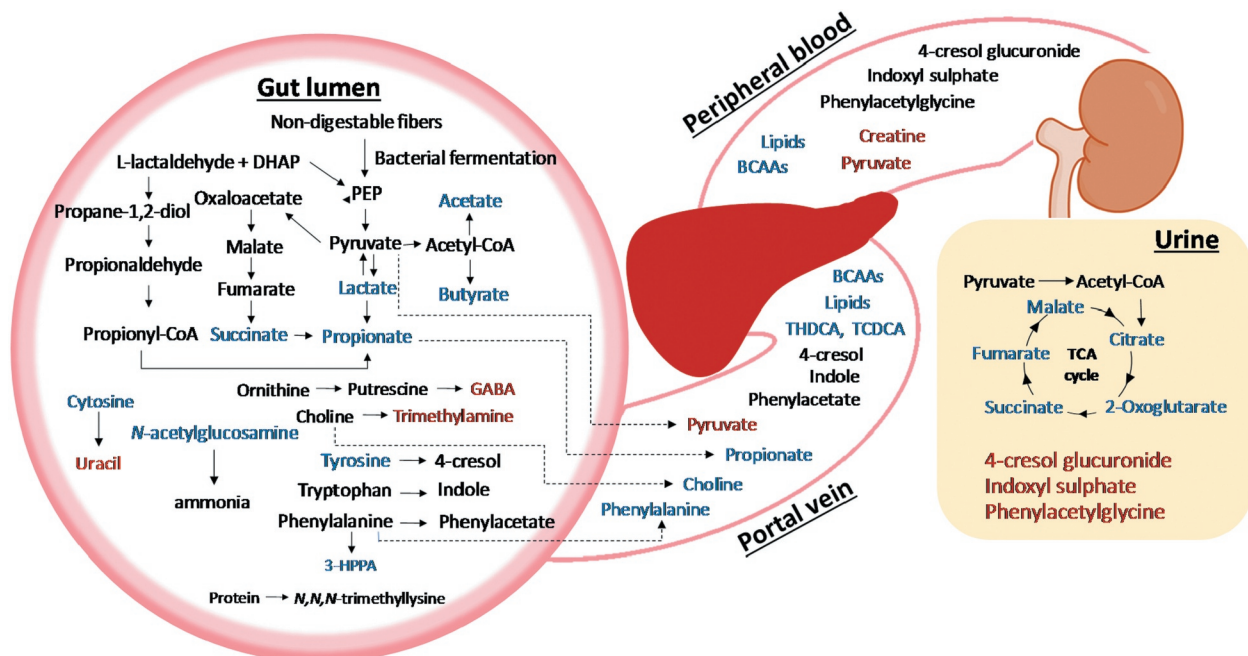 Gut lumen
Non-digestable fibers
Bacterial fermentation
L-lactaldehyde + DHAP
PEP
Oxaloacetate
Acetate
Propane-1,2-diol
Malate
Pyruvate
Acetyl-CoA
Propionaldehyde
Fumarate
Lactate
Butyrate
Propionyl-CoA
Succinate
Propionate
Ornithine
Putrescine
GABA
Cytosine
Choline
Trimethylamine
N-acetylglucosamine
Uracil
Tyrosine
4-cresol
ammonia
Tryptophan
Indole
Phenylalanine
Phenylacetate
3-HPPA
Protein
N,N,N-trimethyllysine
Peripheral blood
4-cresol glucuronide
Indoxyl sulphate
Phenylacetylglycine
Lipids
Creatine
BCAAs
Pyruvate
BCAAs
Lipids
THDCA, TCDCA
4-cresol
Indole
Phenylacetate
Pyruvate
Propionate
Choline
Phenylalanine
Portal vein
Urine
Pyruvate
Acetyl-CoA
Malate
Citrate
Fumarate
TCA
cycle
Succinate
2-Oxoglutarate
4-cresol glucuronide
Indoxyl sulphate
Phenylacetylglycine